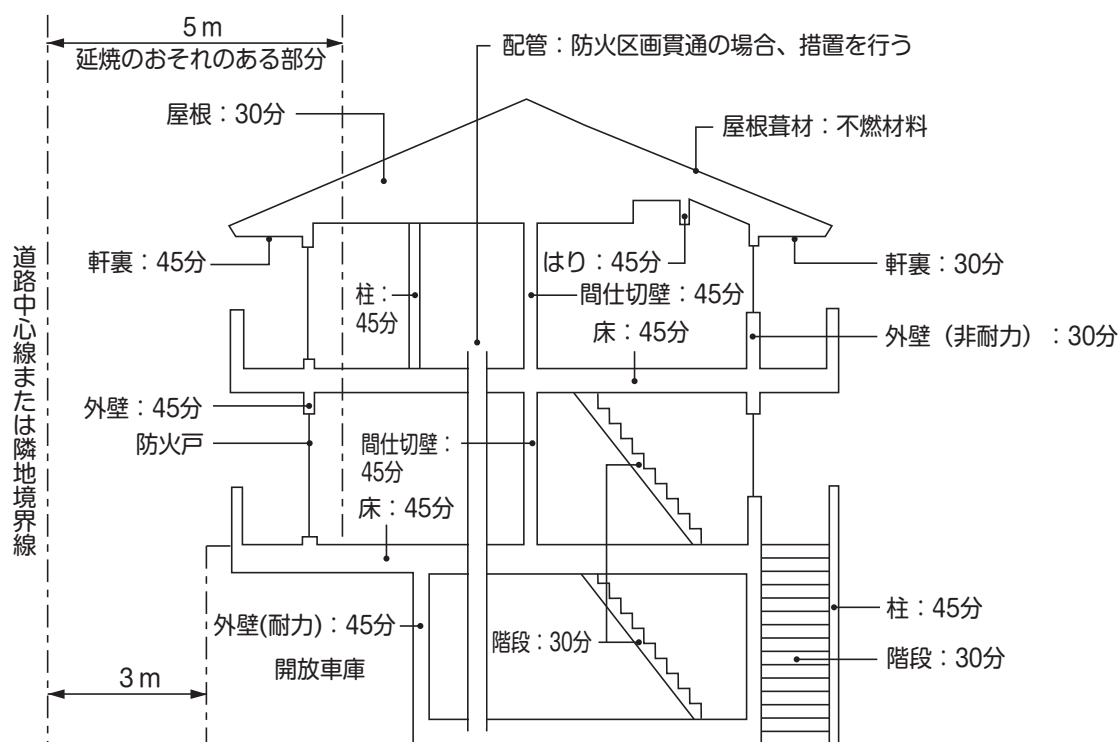 5m
延焼のおそれのある部分
配管：防火区画貫通の場合、措置を行う
屋根：30分
屋根葺材：不燃材料
道路中心線または隣地境界線
軒裏：45分
はり：45分
軒裏：30分
柱：
45分
間仕切壁：45分
床：45分
外壁（非耐力）：30分
外壁：45分
防火戸
間仕切壁：
45分
床：45分
外壁(耐力)：45分
階段：30分
柱：45分
開放車庫
階段：30分
3m